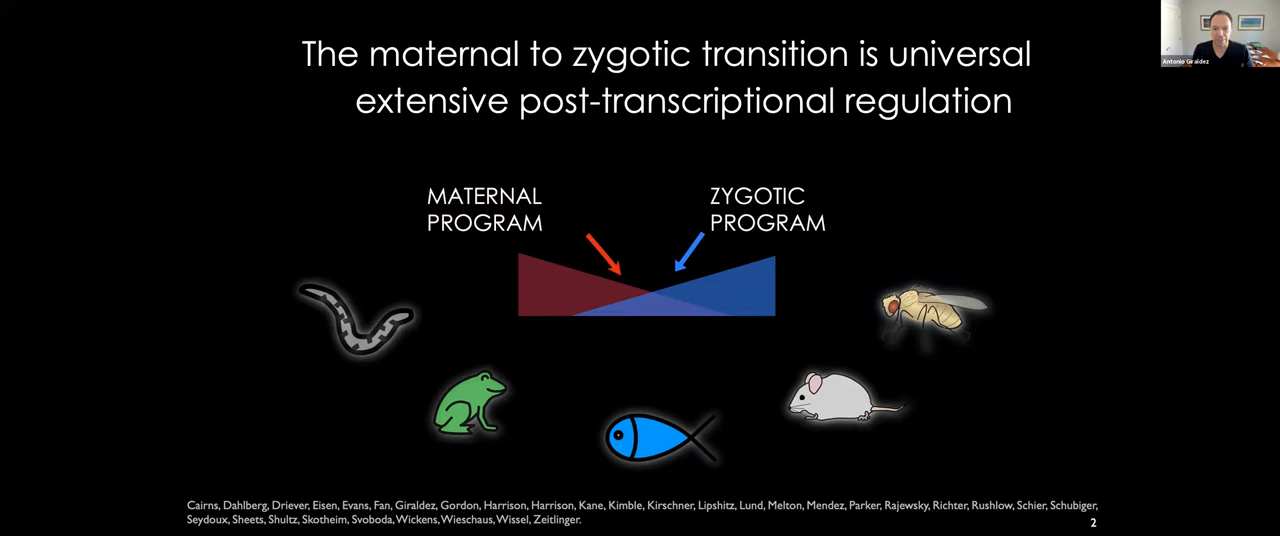 The maternal to zygotic transition is universal
extensive post-transcriptional regulation
Antonio Giraldez
MATERNAL
PROGRAM
ZYGOTIC
PROGRAM
Cairns, Dahlberg, Driever, Eisen, Evans, Fan, Giraldez, Gordon, Harrison, Harrison, Kane, Kimble, Kirschner, Lipshitz, Lund, Melton, Mendez, Parker, Rajewsky, Richter, Rushlow, Schier, Schubiger,
Seydoux, Sheets, Shultz, Skotheim, Svoboda, Wickens, Wieschaus, Wissel, Zeitlinger.
2